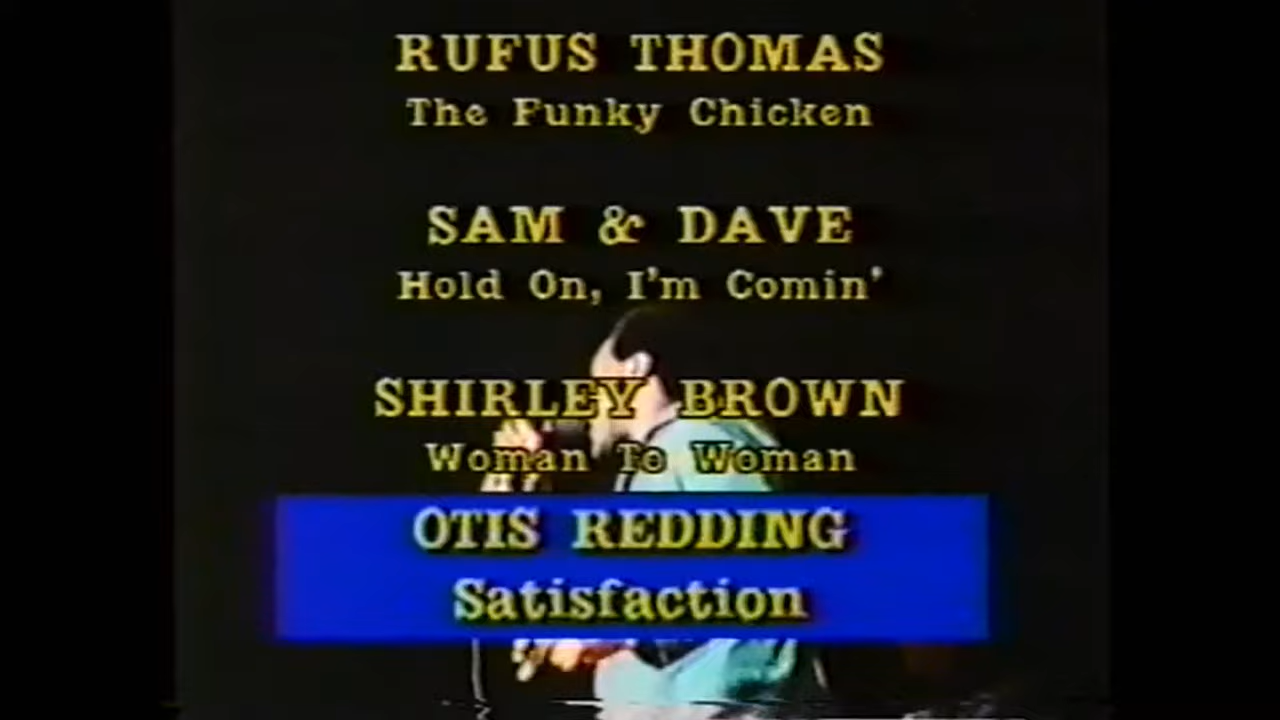 RUFUS THOMAS
The Funky Chicken
SAM & DAVE
Hold On, I'm Comin'
SHIRLEY BROWN
Woman To Woman
OTIS REDDING
Satisfaction